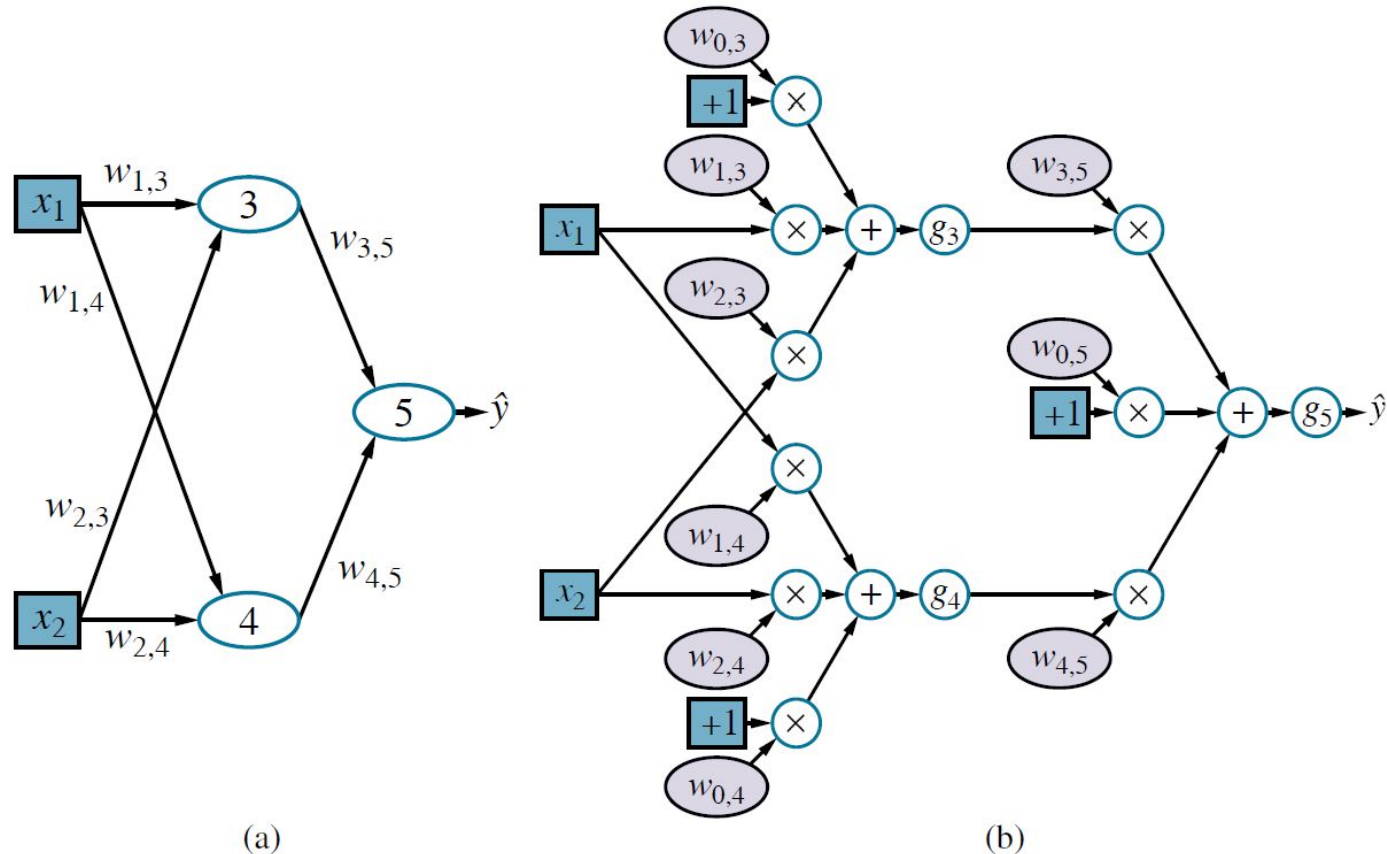 x₁
w₁,₃
3
w₃,₅
w₁,₄
5
ŷ
w₂,₃
w₄,₅
x₂
w₂,₄
4
(a)
w₀,₃
+1
×
w₁,₃
x₁
×
+
g₃
w₃,₅
×
w₂,₃
×
w₀,₅
+1
×
+
g₅
ŷ
×
w₁,₄
x₂
×
+
g₄
×
w₂,₄
w₄,₅
+1
×
w₀,₄
(b)